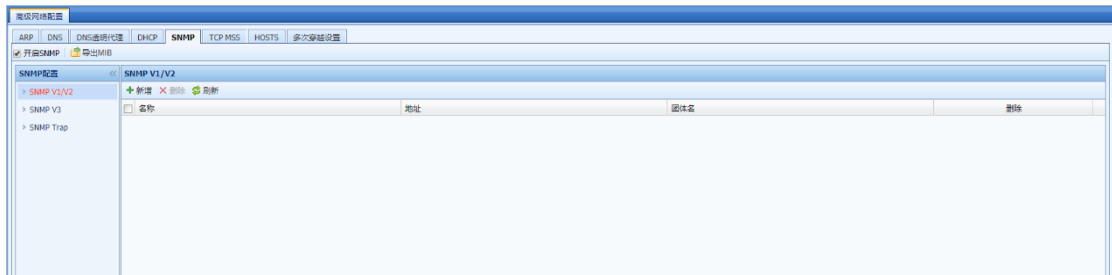 高级网络配置
ARP DNS DNS透明代理 DHCP SNMP TCP MSS HOSTS 多次穿越设置
开启SNMP 导出MIB
SNMP配置 SNMP V1/V2
SNMP V1/V2 新增 删除 刷新
SNMP V3 名称 地址 团体名 删除
SNMP Trap